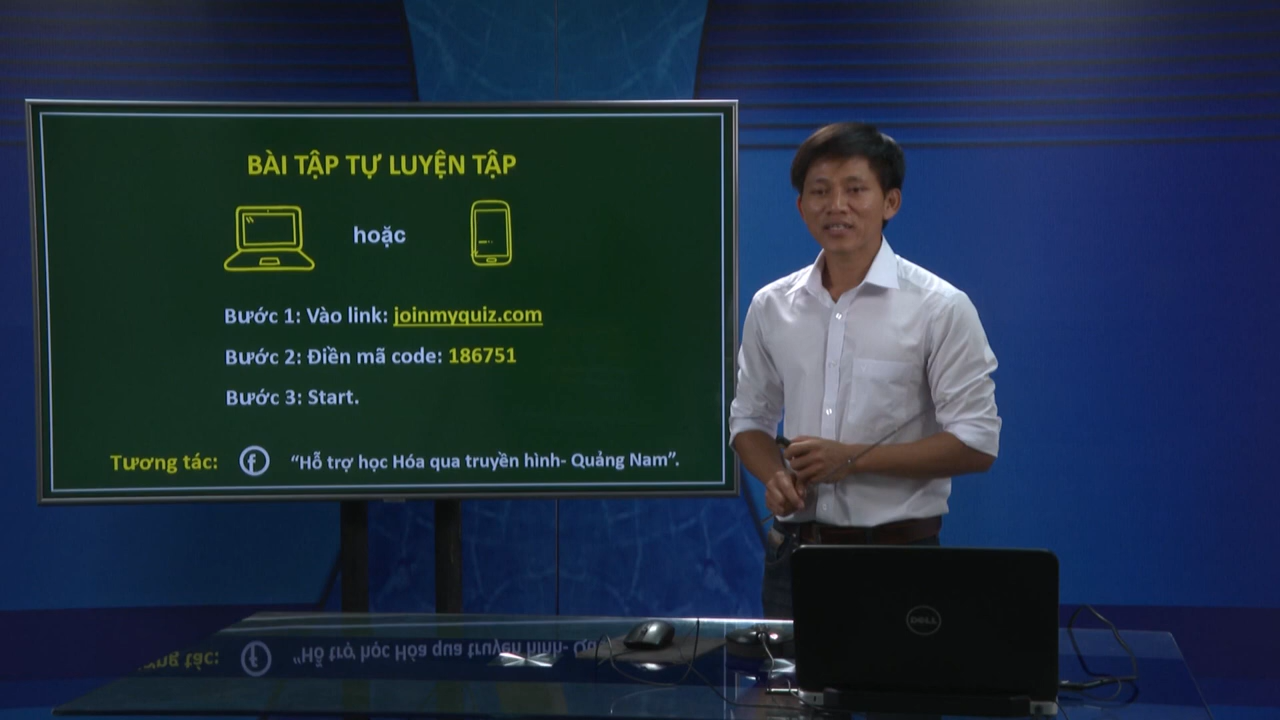 BÀI TẬP TỰ LUYỆN TẬP
hoặc
Bước 1: Vào link: joinmyquiz.com
Bước 2: Điền mã code: 186751
Bước 3: Start.
Tương tác: f “Hỗ trợ học Hóa qua truyền hình- Quảng Nam”.
DELL